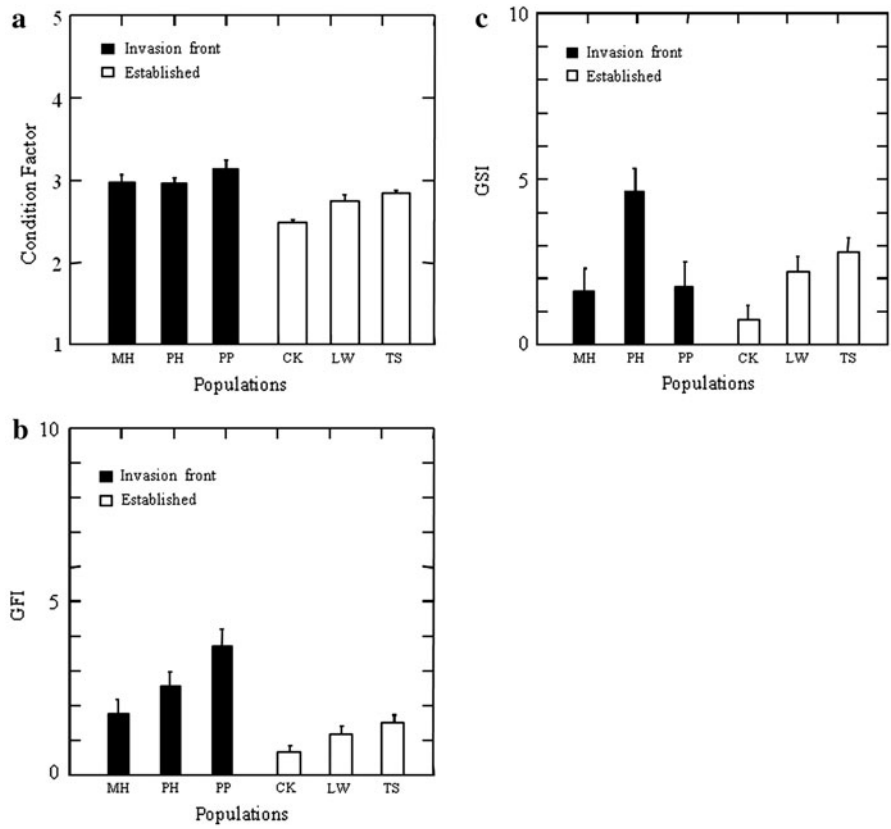 a
5
4
3
2
1
Condition Factor
Invasion front
Established
MH PH PP CK LW TS
Populations
c
10
5
0
GSI
Invasion front
Established
MH PH PP CK LW TS
Populations
b
10
5
0
GFI
Invasion front
Established
MH PH PP CK LW TS
Populations